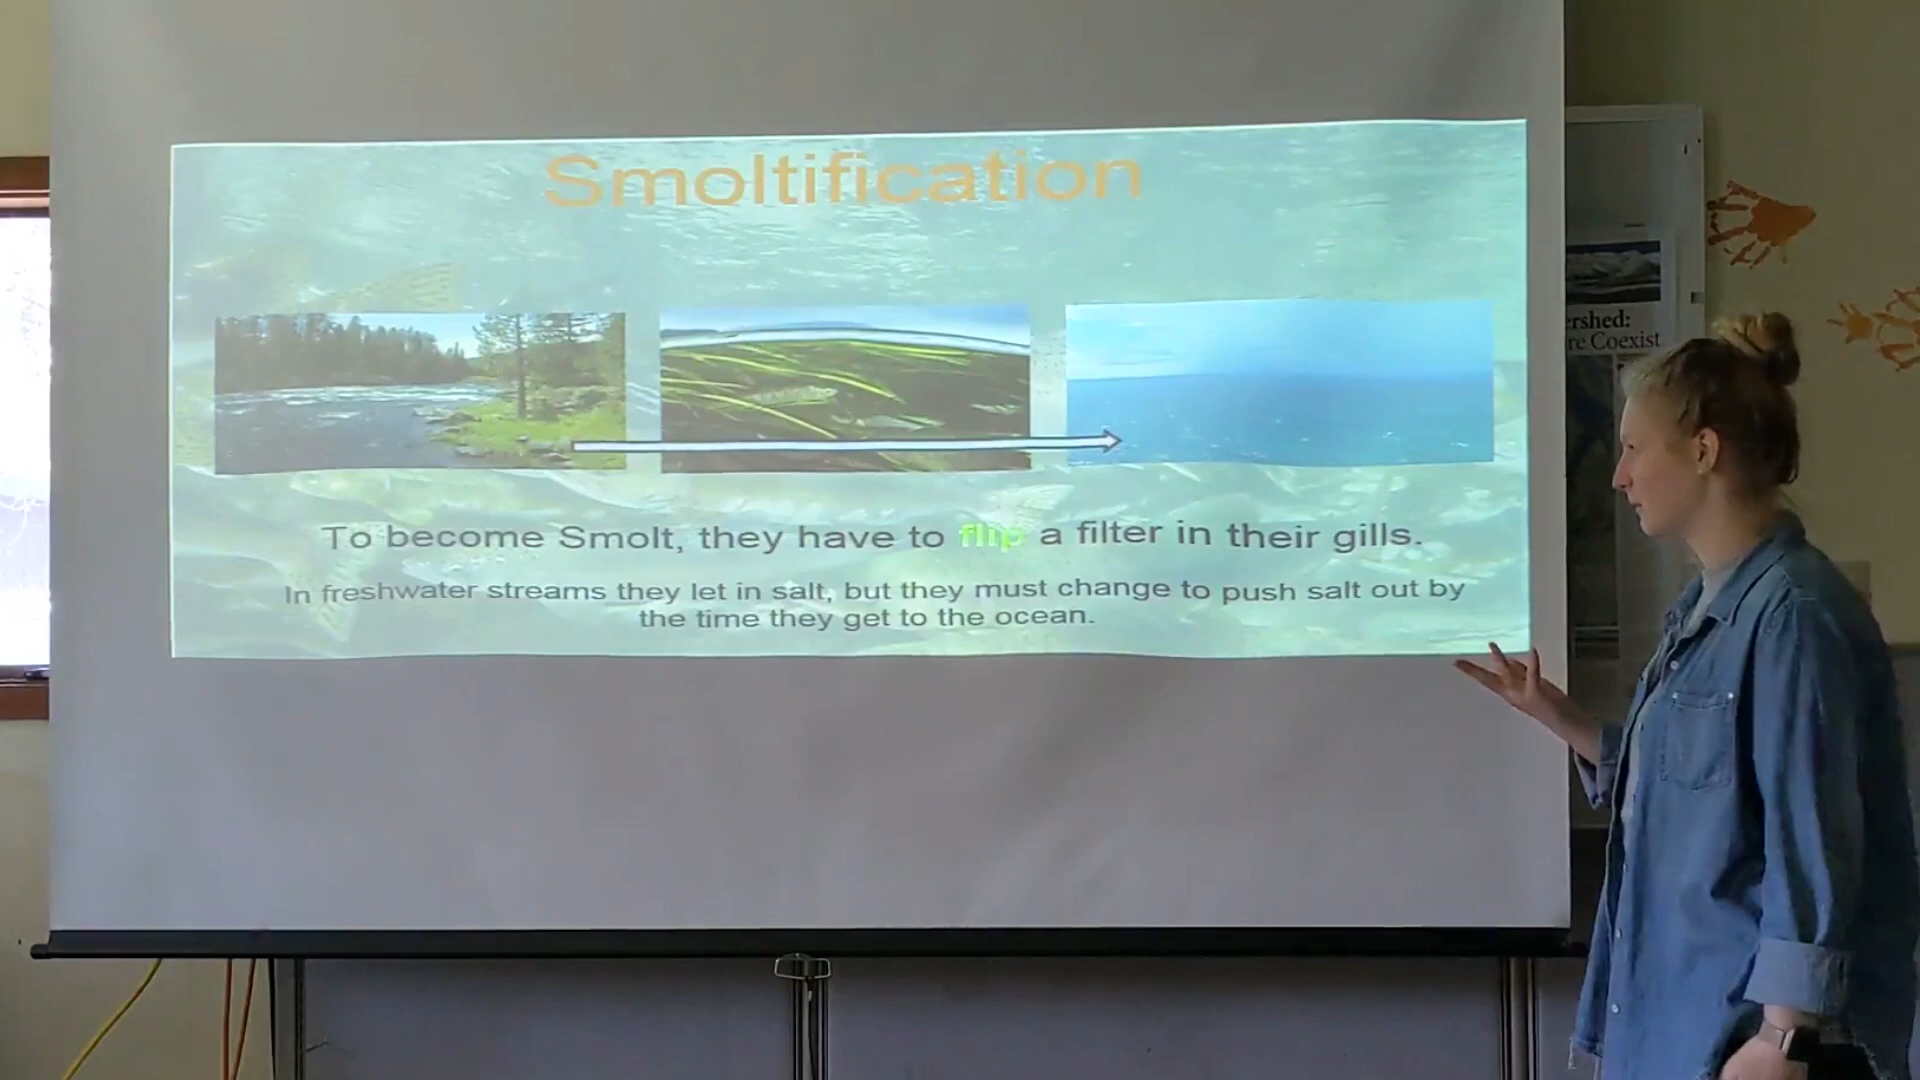 Smoltification
To become Smolt, they have to flip a filter in their gills.
In freshwater streams they let in salt, but they must change to push salt out by
the time they get to the ocean.
ershed:
re Coexist